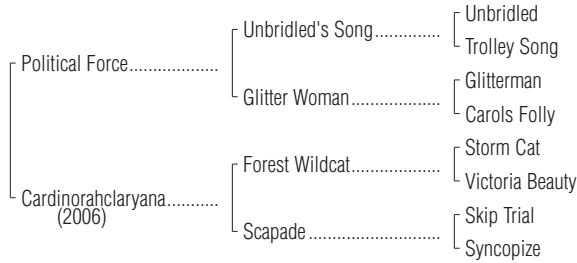 Unbridled
Unbridled's Song..............
Trolley Song
Political Force...................
Glitterman
Glitter Woman...................
Carols Folly
Storm Cat
Forest Wildcat...................
Victoria Beauty
Cardinorahclaryana...........
(2006)
Skip Trial
Scapade............................
Syncopize